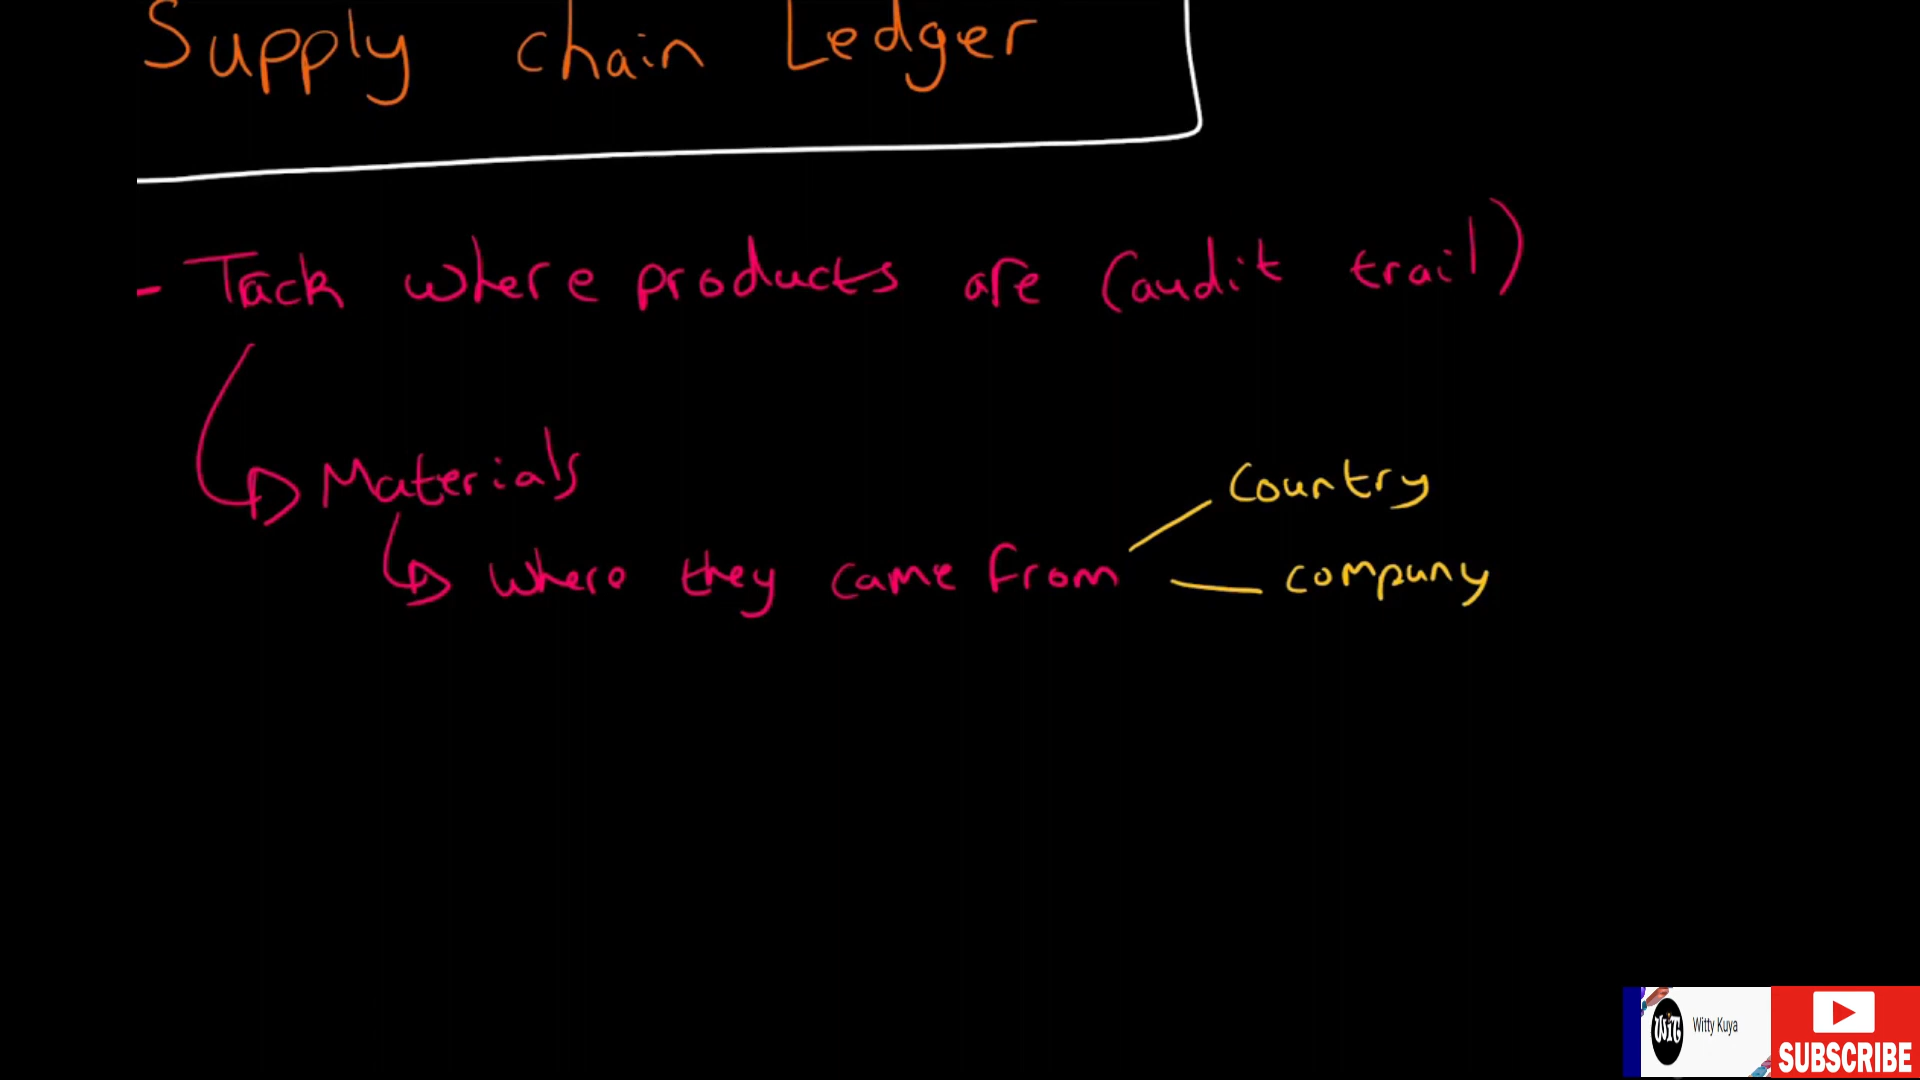 Supply chain Ledger
- Track where products are (audit trail)
Materials
where they came from
Country
company
WiT
Witty Kuya
SUBSCRIBE